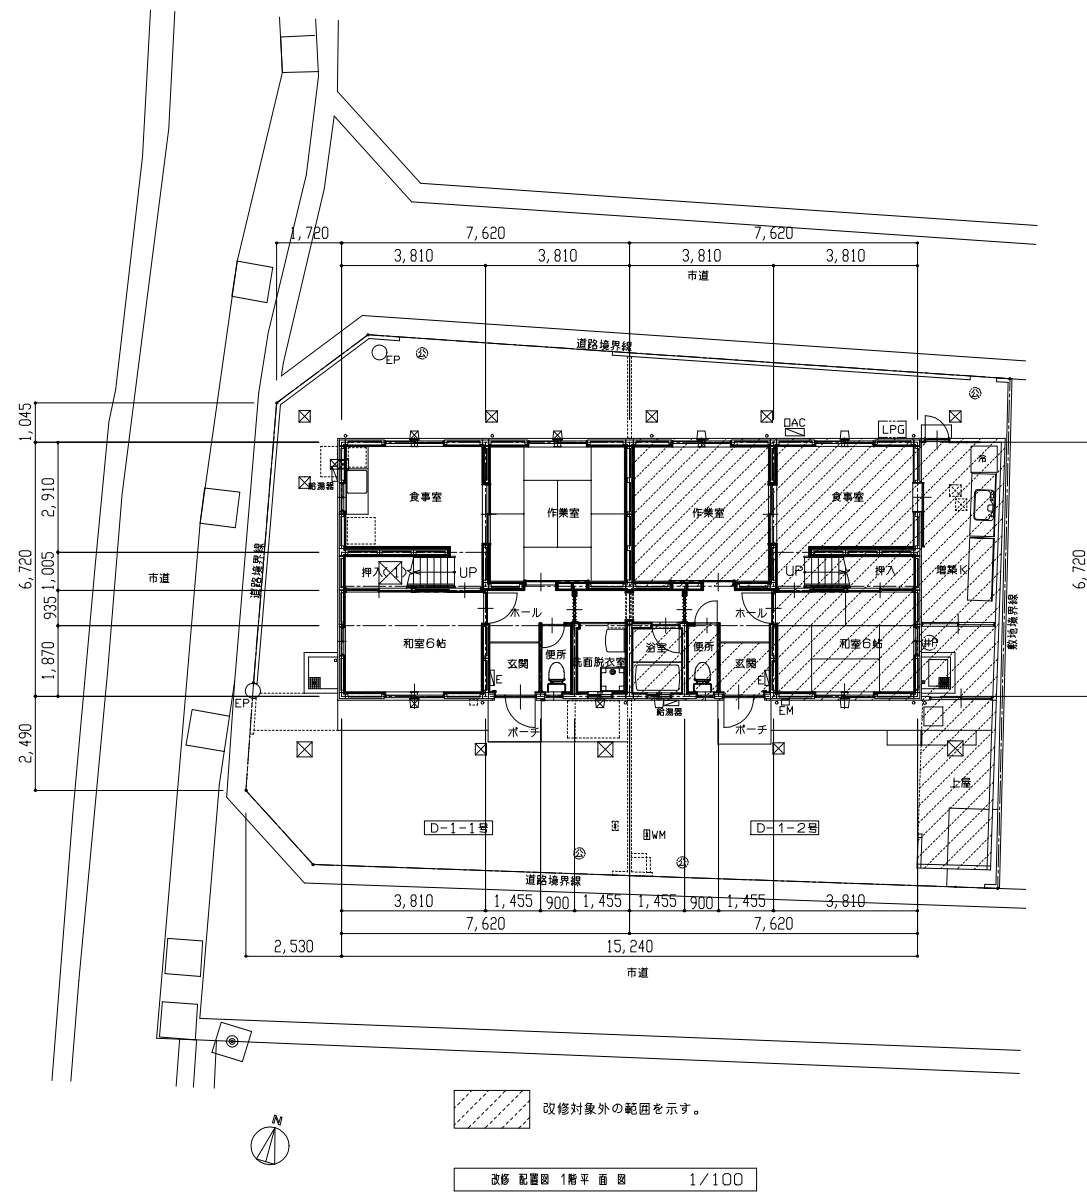 1,720
7,620
7,620
3,810
3,810
3,810
3,810
市道
道路境界線
EP
公
公
1,045
DAC
LPG
冷
2,910
給湯器
食事室
作業室
作業室
食事室
6,720
1,005
市道
道路境界線
押入
UP
UP
押入
増築K
6,720
935
ホール
ホール
敷地境界線
1,870
和室6帖
玄関
便所
洗面脱衣室
浴室
便所
玄関
和室6帖
EP
E
給湯器
E
EM
2,490
ポーチ
ポーチ
上屋
D-1-1号
D-1-2号
WM
公
公
道路境界線
3,810
1,455
900
1,455
1,455
900
1,455
3,810
7,620
7,620
2,530
15,240
市道
改修対象外の範囲を示す。
N
改修 配置図 1階平面図 1/100